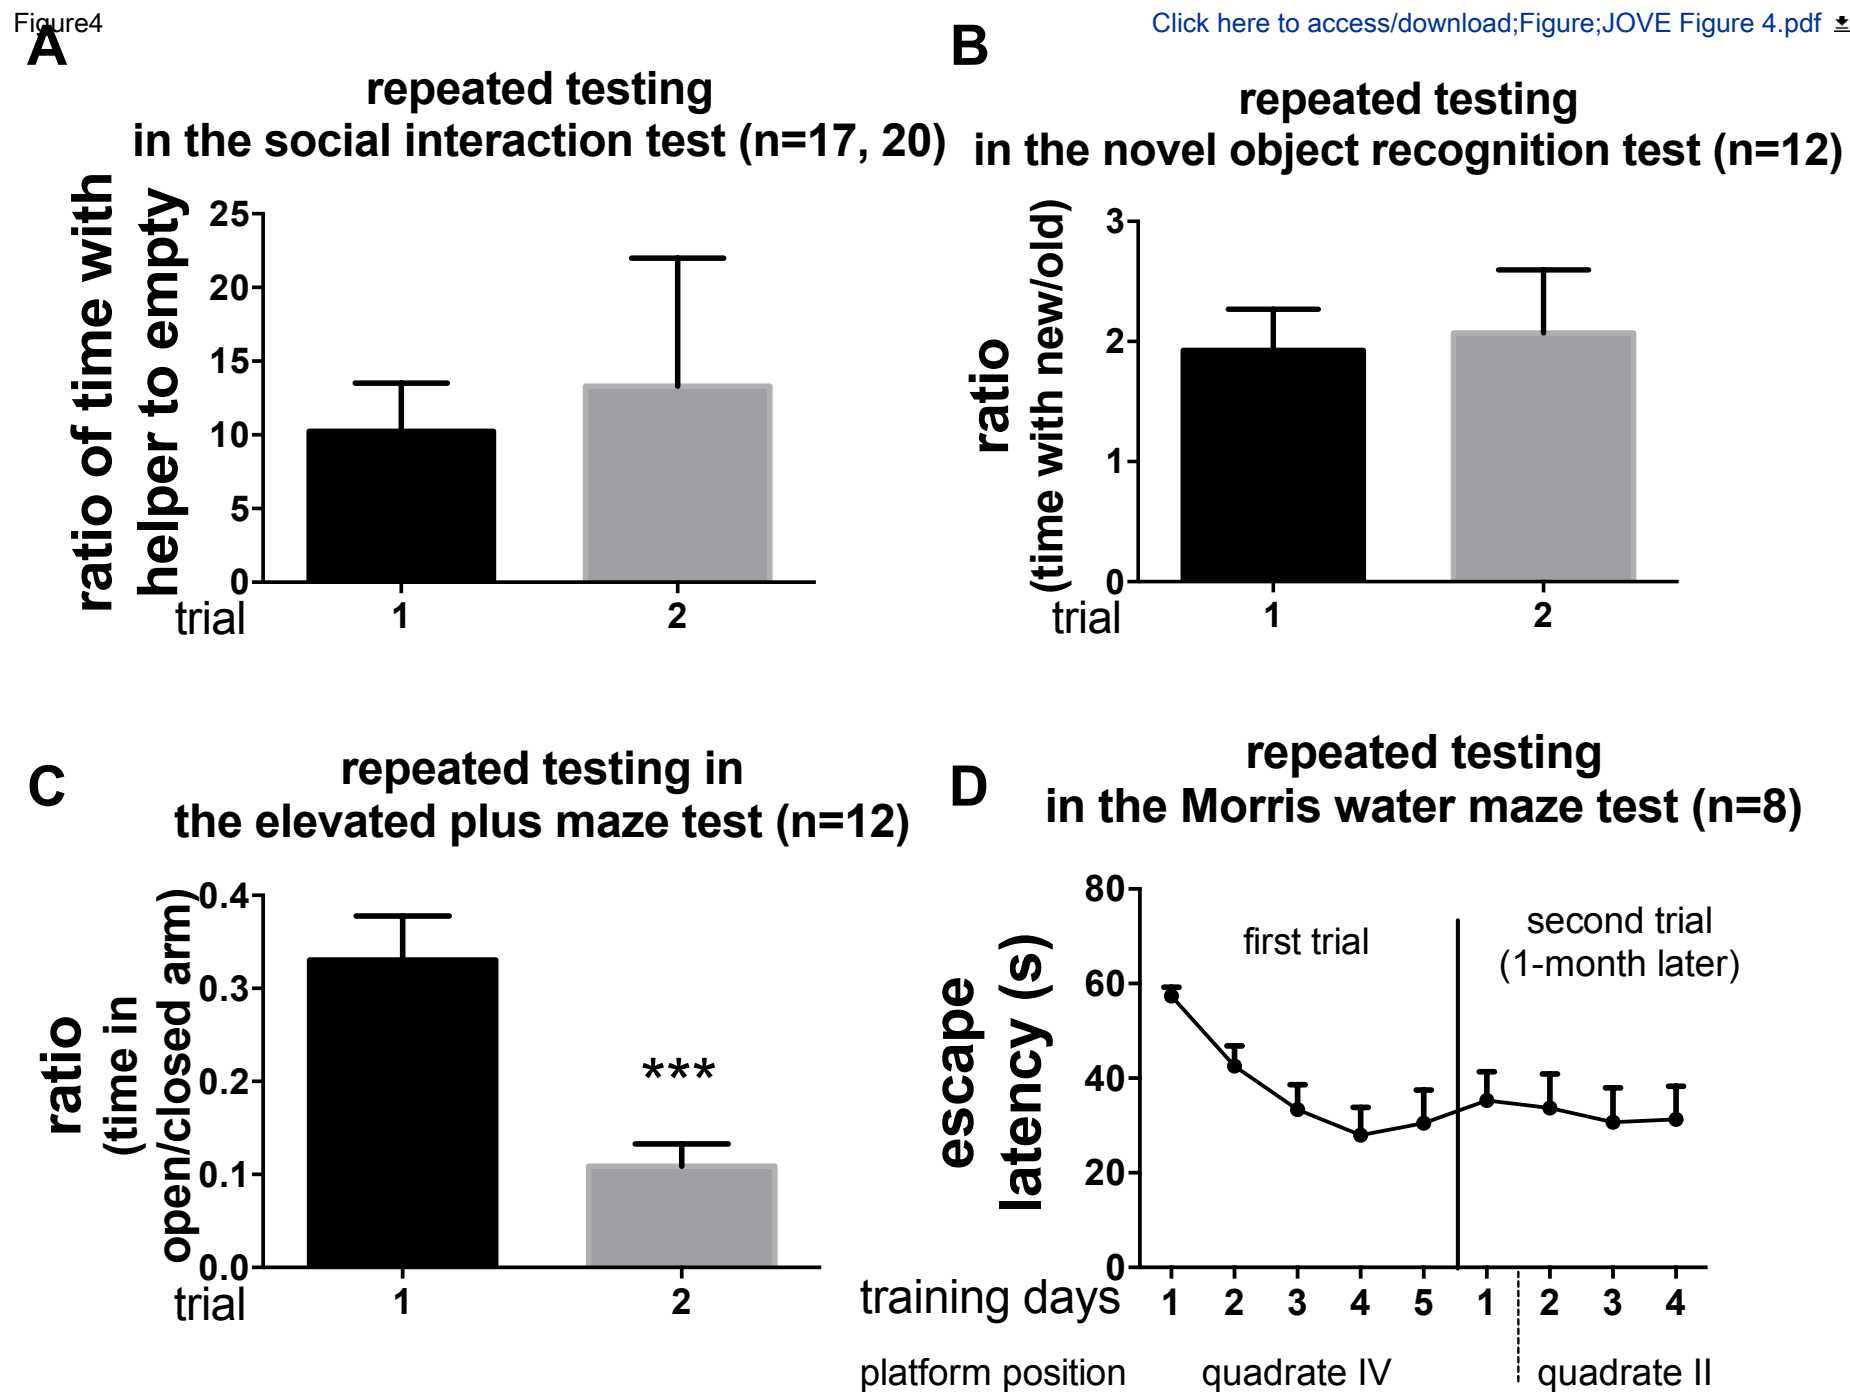 Figure4
Click here to access/download;Figure;JOVE Figure 4.pdf
A
repeated testing
in the social interaction test (n=17, 20)
ratio of time with
helper to empty
25
20
15
10
5
0
trial
1
2
B
repeated testing
in the novel object recognition test (n=12)
ratio
(time with new/old)
3
2
1
0
trial
1
2
C
repeated testing in
the elevated plus maze test (n=12)
ratio
(time in
open/closed arm)
0.4
0.3
0.2
0.1
0.0
***
trial
1
2
D
repeated testing
in the Morris water maze test (n=8)
escape
latency (s)
80
60
40
20
0
first trial
second trial
(1-month later)
training days
1 2 3 4 5 1 2 3 4
platform position
quadrate IV
quadrate II